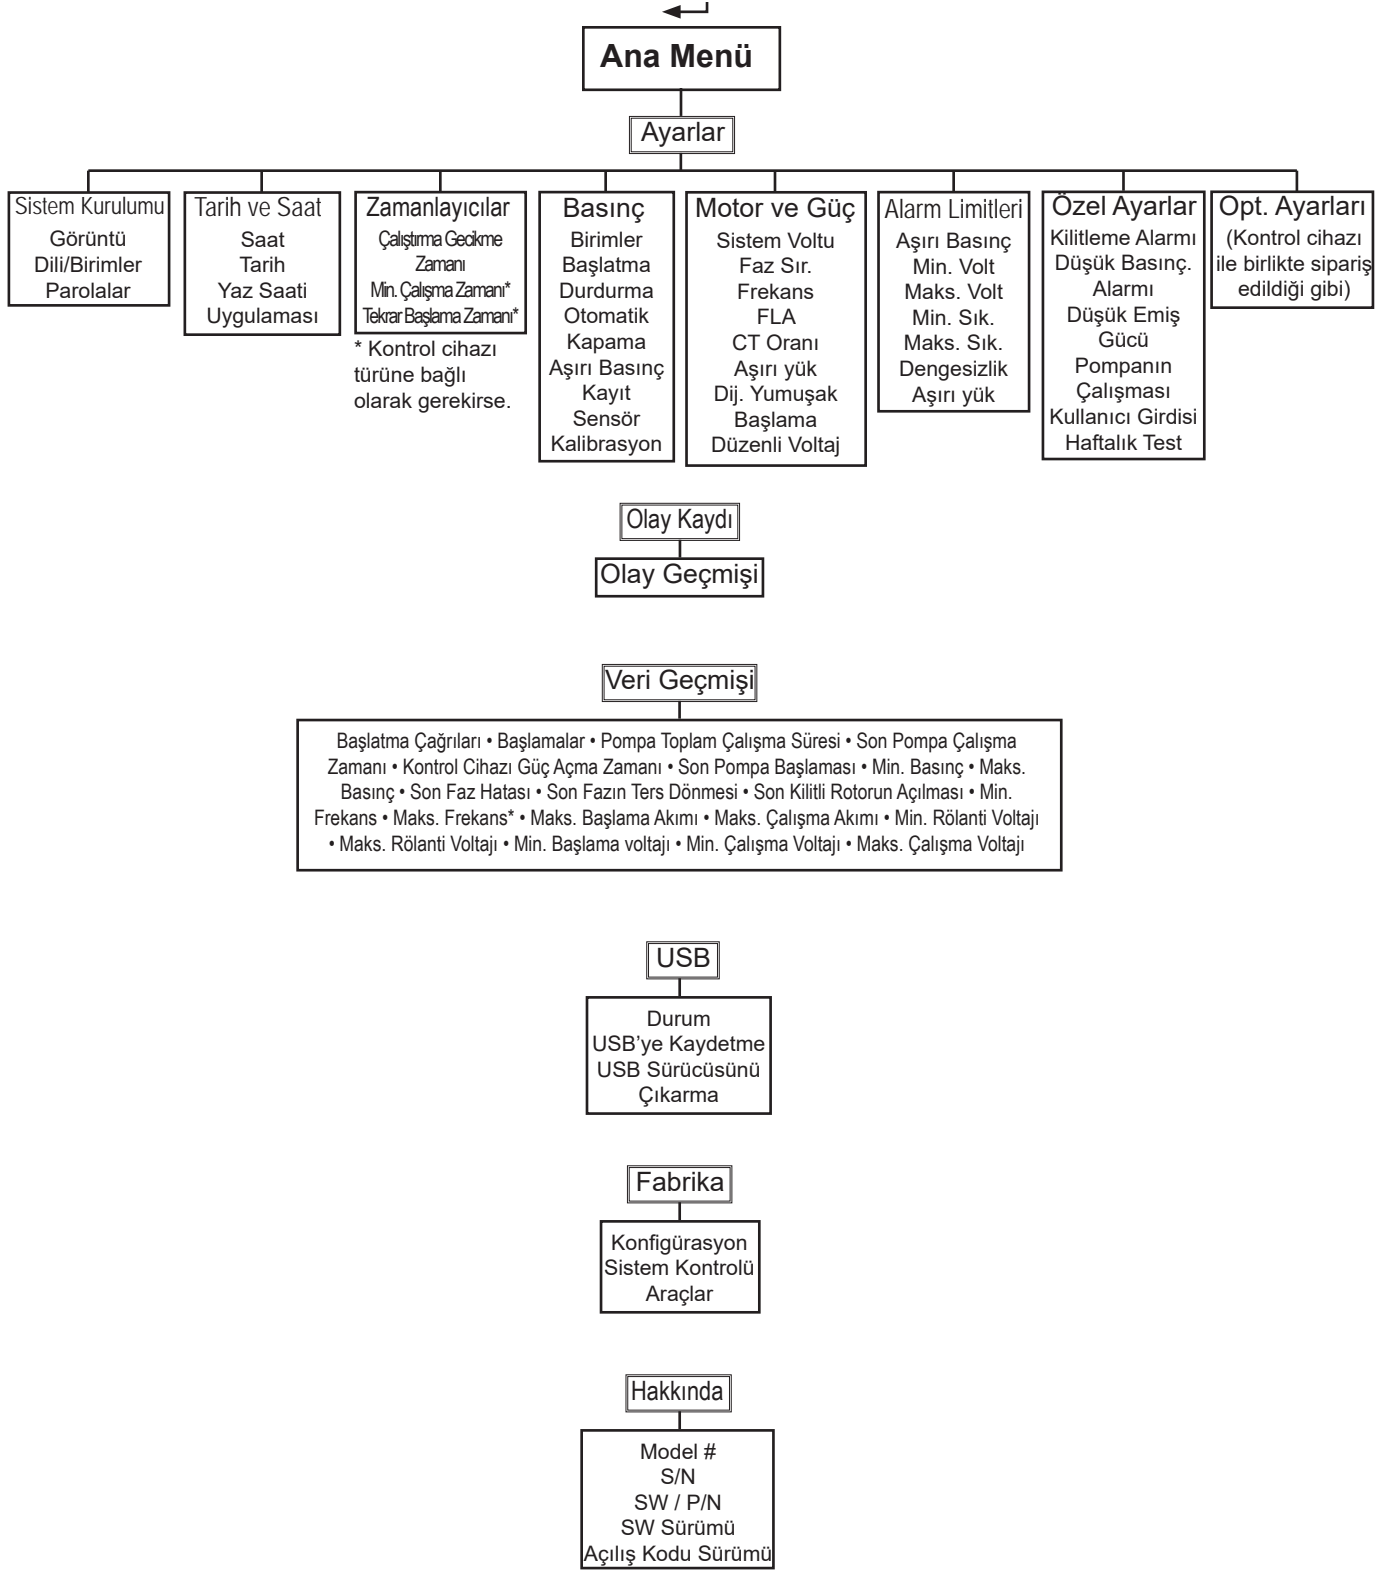 Ana Menü
Ayarlar
Sistem Kurulumu
Görüntü
Dili/Birimler
Parolalar
Tarih ve Saat
Saat
Tarih
Yaz Saati
Uygulaması
Zamanlayıcılar
Çalıştırma Gecikme
Zamanı
Min. Çalışma Zamanı*
Tekrar Başlama Zamanı*
* Kontrol cihazı
türüne bağlı
olarak gerekirse.
Basınç
Birimler
Başlatma
Durdurma
Otomatik
Kapama
Aşırı Basınç
Kayıt
Sensör
Kalibrasyon
Motor ve Güç
Sistem Voltu
Faz Sır.
Frekans
FLA
CT Oranı
Aşırı yük
Dij. Yumuşak
Başlama
Düzenli Voltaj
Alarm Limitleri
Aşırı Basınç
Min. Volt
Maks. Volt
Min. Sık.
Maks. Sık.
Dengesizlik
Aşırı yük
Özel Ayarlar
Kilitleme Alarmı
Düşük Basınç.
Alarmı
Düşük Emiş
Gücü
Pompanın
Çalışması
Kullanıcı Girdisi
Haftalık Test
Opt. Ayarları
(Kontrol cihazı
ile birlikte sipariş
edildiği gibi)
Olay Kaydı
Olay Geçmişi
Veri Geçmişi
Başlatma Çağrıları • Başlamalar • Pompa Toplam Çalışma Süresi • Son Pompa Çalışma
Zamanı • Kontrol Cihazı Güç Açma Zamanı • Son Pompa Başlaması • Min. Basınç • Maks.
Basınç • Son Faz Hatası • Son Fazın Ters Dönmesi • Son Kilitli Rotorun Açılması • Min.
Frekans • Maks. Frekans* • Maks. Başlama Akımı • Maks. Çalışma Akımı • Min. Rölanti Voltajı
• Maks. Rölanti Voltajı • Min. Başlama voltajı • Min. Çalışma Voltajı • Maks. Çalışma Voltajı
USB
Durum
USB’ye Kaydetme
USB Sürücüsünü
Çıkarma
Fabrika
Konfigürasyon
Sistem Kontrolü
Araçlar
Hakkında
Model #
S/N
SW / P/N
SW Sürümü
Açılış Kodu Sürümü